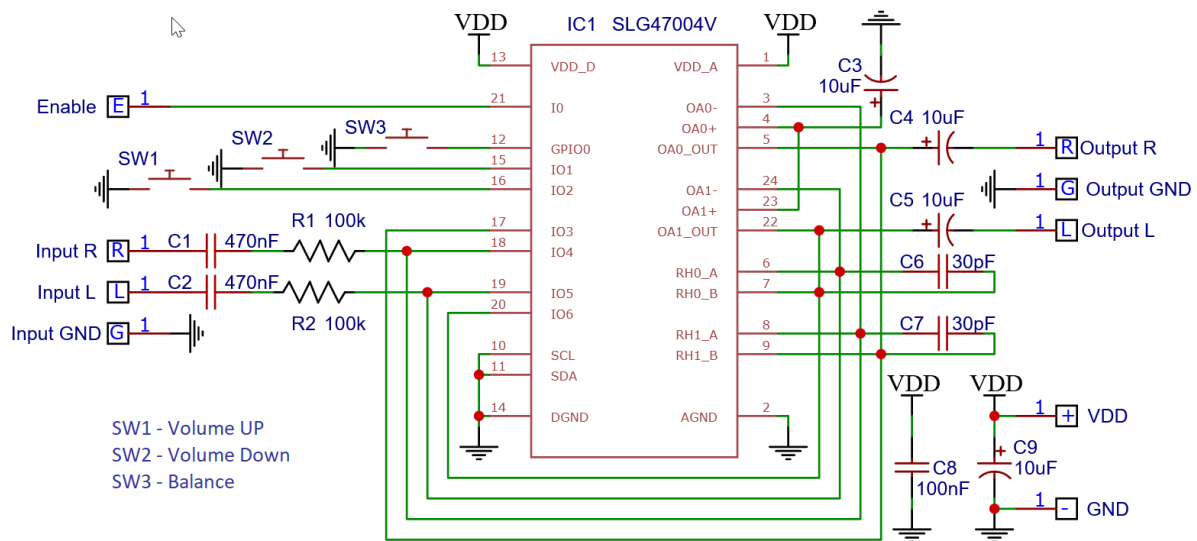 VDD IC1 SLG47004V VDD
13 VDD_D VDD_A 1
C3
10uF
Enable E 1 21 I0 OA0- 3
SW3 OA0+ 4 C4 10uF
SW2 12 GPIO0 OA0_OUT 5 + 1 R Output R
SW1 15 IO1
16 IO2 OA1- 24 1 G Output GND
OA1+ 23 C5 10uF
R1 100k 17 IO3 OA1_OUT 22 + 1 L Output L
Input R R 1 C1 470nF 18 IO4
RH0_A 6 C6 30pF
Input L L 1 C2 470nF 19 IO5 RH0_B 7
R2 100k 20 IO6
Input GND G 1 RH1_A 8 C7 30pF
10 SCL RH1_B 9
11 SDA
VDD VDD
14 DGND AGND 2 1 + VDD
SW1 - Volume UP
SW2 - Volume Down
SW3 - Balance
C8
100nF
+ C9
10uF
1 - GND
+